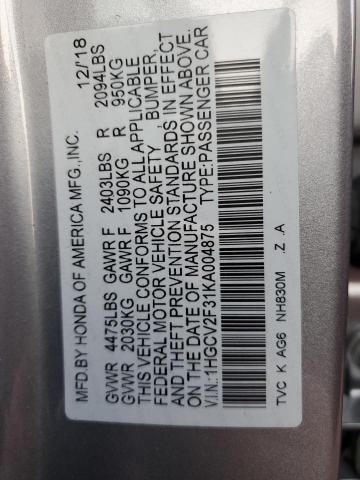 MFD.BY HONDA OF AMERICA MFG.,INC. 12/'18
GVWR 4475LBS GAWR F 2403LBS R 2094LBS
GVWR 2030KG GAWR F 1090KG R 950KG
THIS VEHICLE CONFORMS TO ALL APPLICABLE
FEDERAL MOTOR VEHICLE SAFETY , BUMPER,
AND THEFT PREVENTION STANDARDS IN EFFECT
ON THE DATE OF MANUFACTURE SHOWN ABOVE.
V.I.N.:1HGCV2F31KA004875 TYPE:PASSENGER CAR
TVC K AG6 NH830M .Z .A